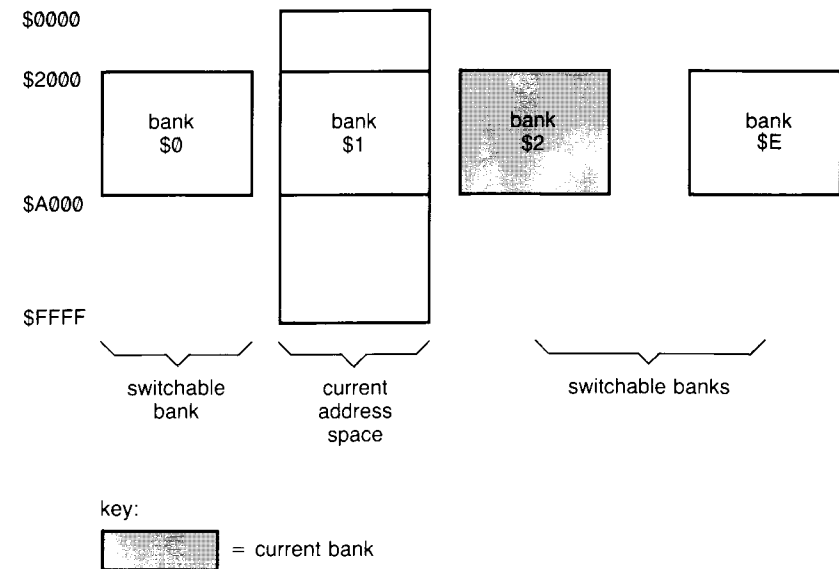 $0000
$2000
bank
$0
bank
$1
bank
$2
bank
$E
$A000
$FFFF
switchable
bank
current
address
space
switchable banks
key:
= current bank